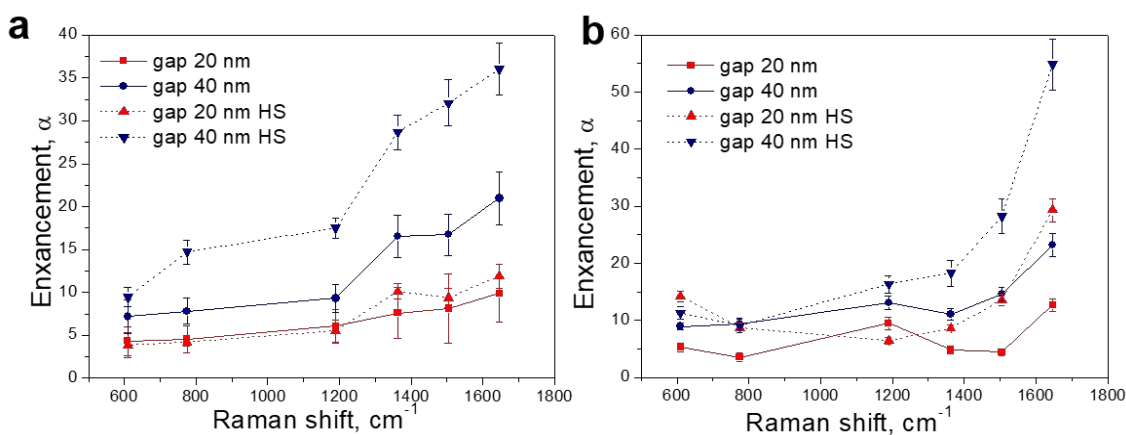 a
40
35
30
25
20
15
10
5
0
Enxancement, α
gap 20 nm
gap 40 nm
gap 20 nm HS
gap 40 nm HS
600 800 1000 1200 1400 1600 1800
Raman shift, cm⁻¹
b
60
50
40
30
20
10
0
Enxancement, α
gap 20 nm
gap 40 nm
gap 20 nm HS
gap 40 nm HS
600 800 1000 1200 1400 1600 1800
Raman shift, cm⁻¹